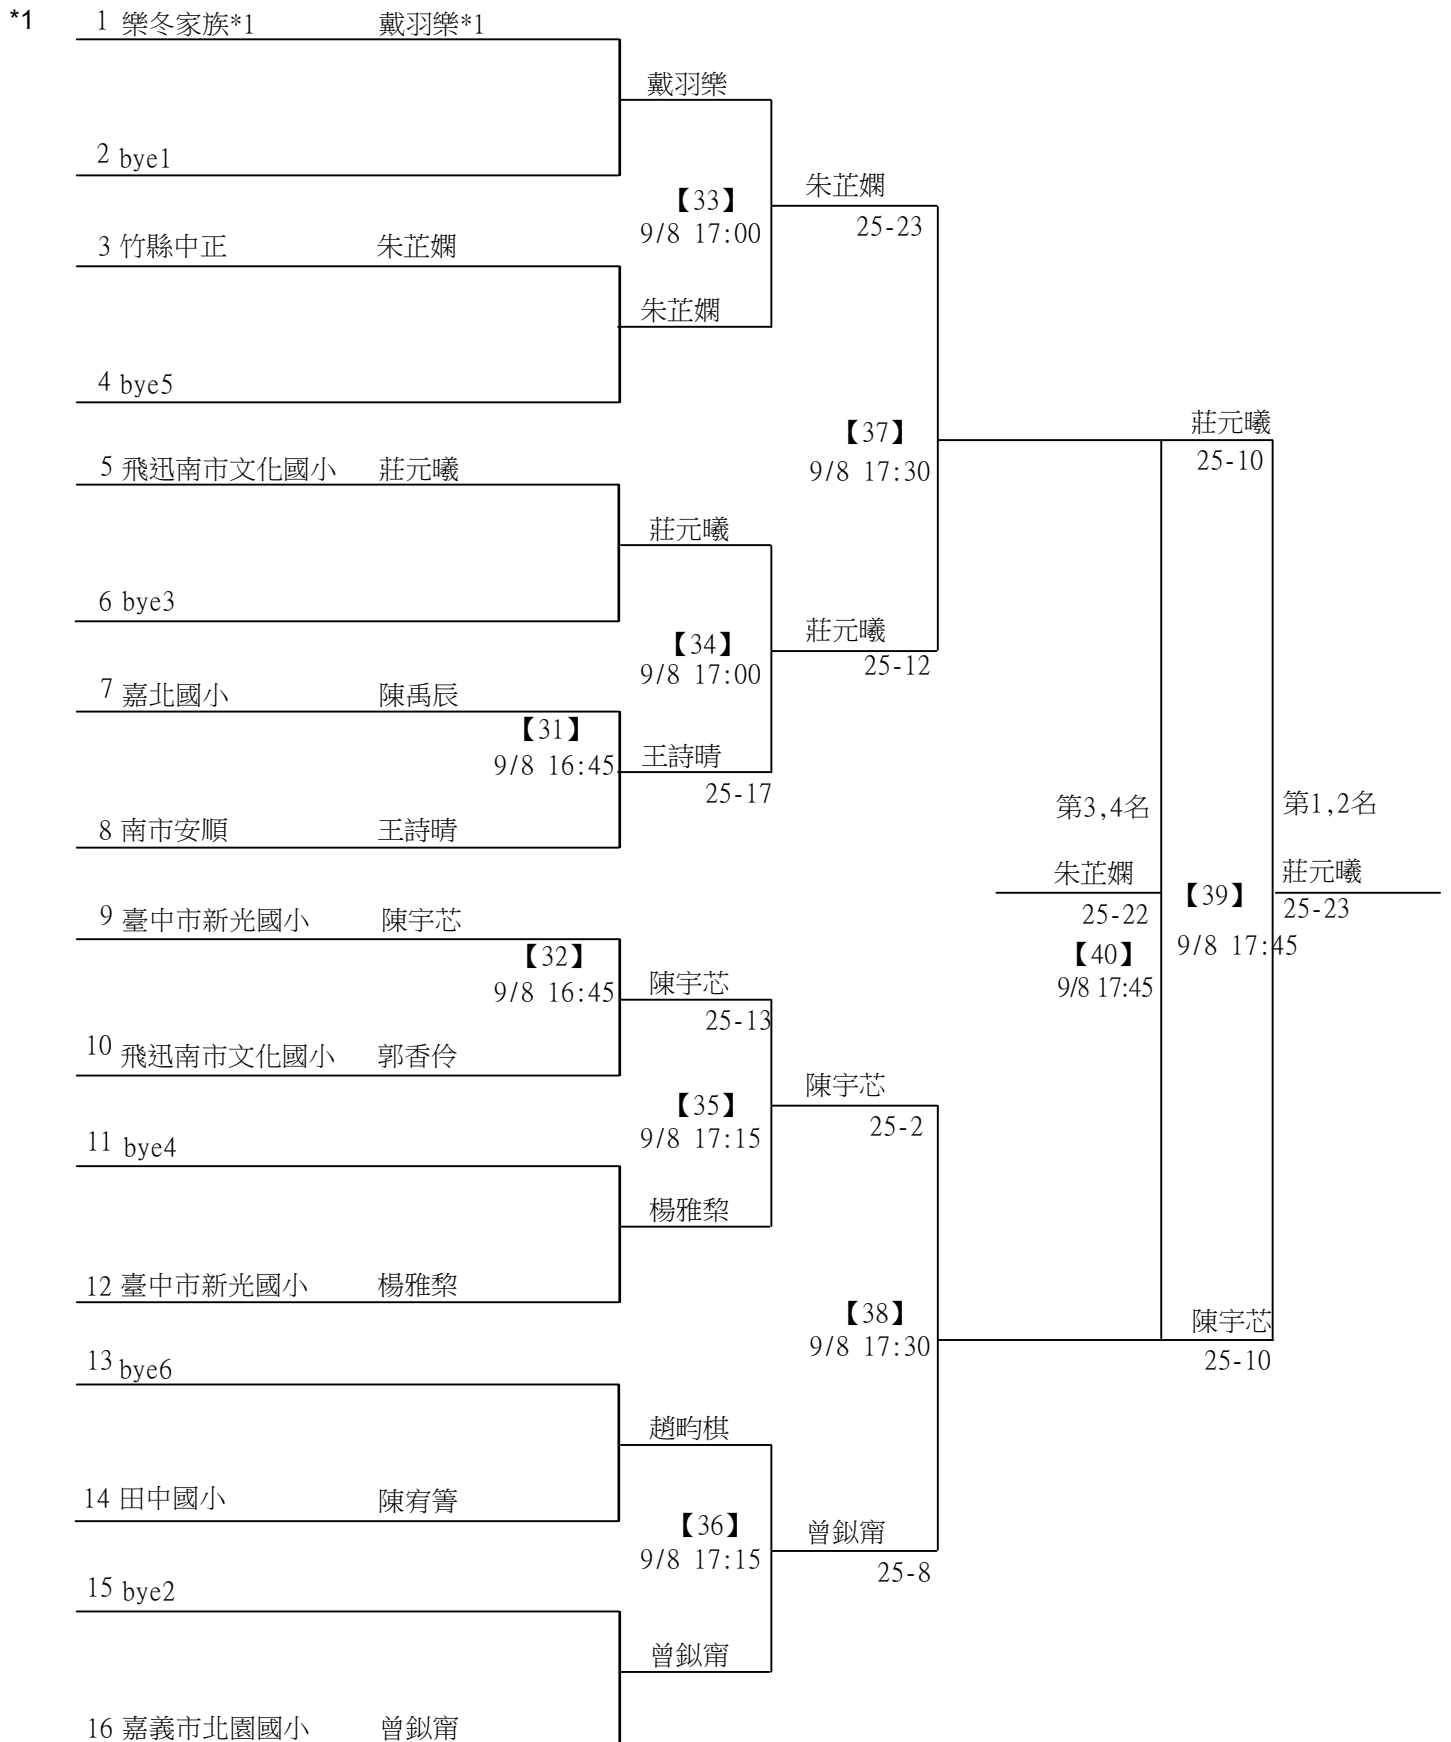 *1
1 樂冬家族*1 戴羽樂*1
戴羽樂
2 bye1
朱芷嫻
【33】
25-23
9/8 17:00
3 竹縣中正 朱芷嫻
朱芷嫻
4 bye5
莊元曦
【37】
25-10
9/8 17:30
5 飛迅南市文化國小 莊元曦
莊元曦
6 bye3
莊元曦
【34】
25-12
9/8 17:00
7 嘉北國小 陳禹辰
【31】
9/8 16:45
王詩晴
25-17
第3,4名
第1,2名
8 南市安順 王詩晴
朱芷嫻
莊元曦
【39】
25-22
25-23
9 臺中市新光國小 陳宇芯
【40】
9/8 17:45
【32】
9/8 17:45
9/8 16:45
陳宇芯
25-13
10 飛迅南市文化國小 郭香伶
陳宇芯
【35】
25-2
9/8 17:15
11 bye4
楊雅棃
12 臺中市新光國小 楊雅棃
【38】
陳宇芯
9/8 17:30
25-10
13 bye6
趙畇棋
14 田中國小 陳宥箐
【36】
曾鈥甯
9/8 17:15
25-8
15 bye2
曾鈥甯
16 嘉義市北園國小 曾鈥甯